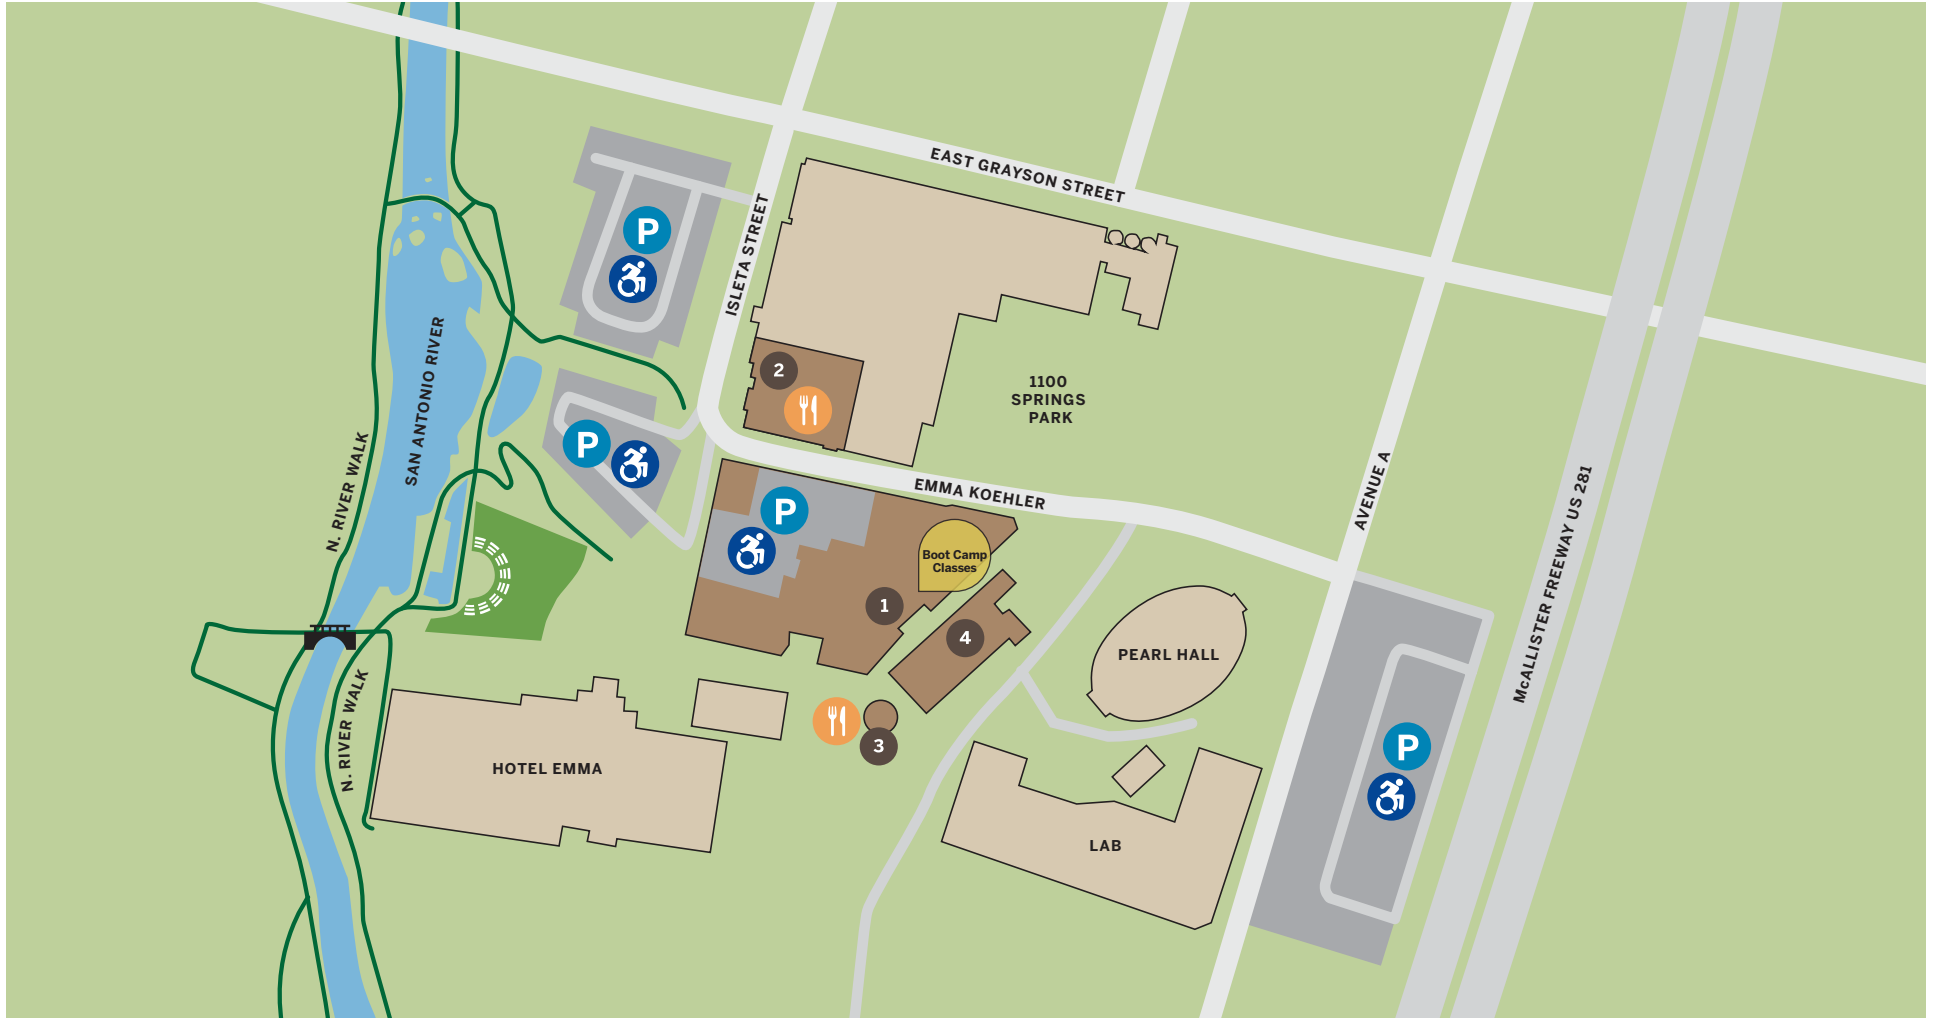 EAST GRAYSON STREET
P
ISLETA STREET
SAN ANTONIO RIVER
2
1100
SPRINGS
PARK
N. RIVER WALK
P
EMMA KOEHLER
AVENUE A
McALLISTER FREEWAY US 281
P
Boot Camp
Classes
1
4
PEARL HALL
N. RIVER WALK
3
P
HOTEL EMMA
LAB